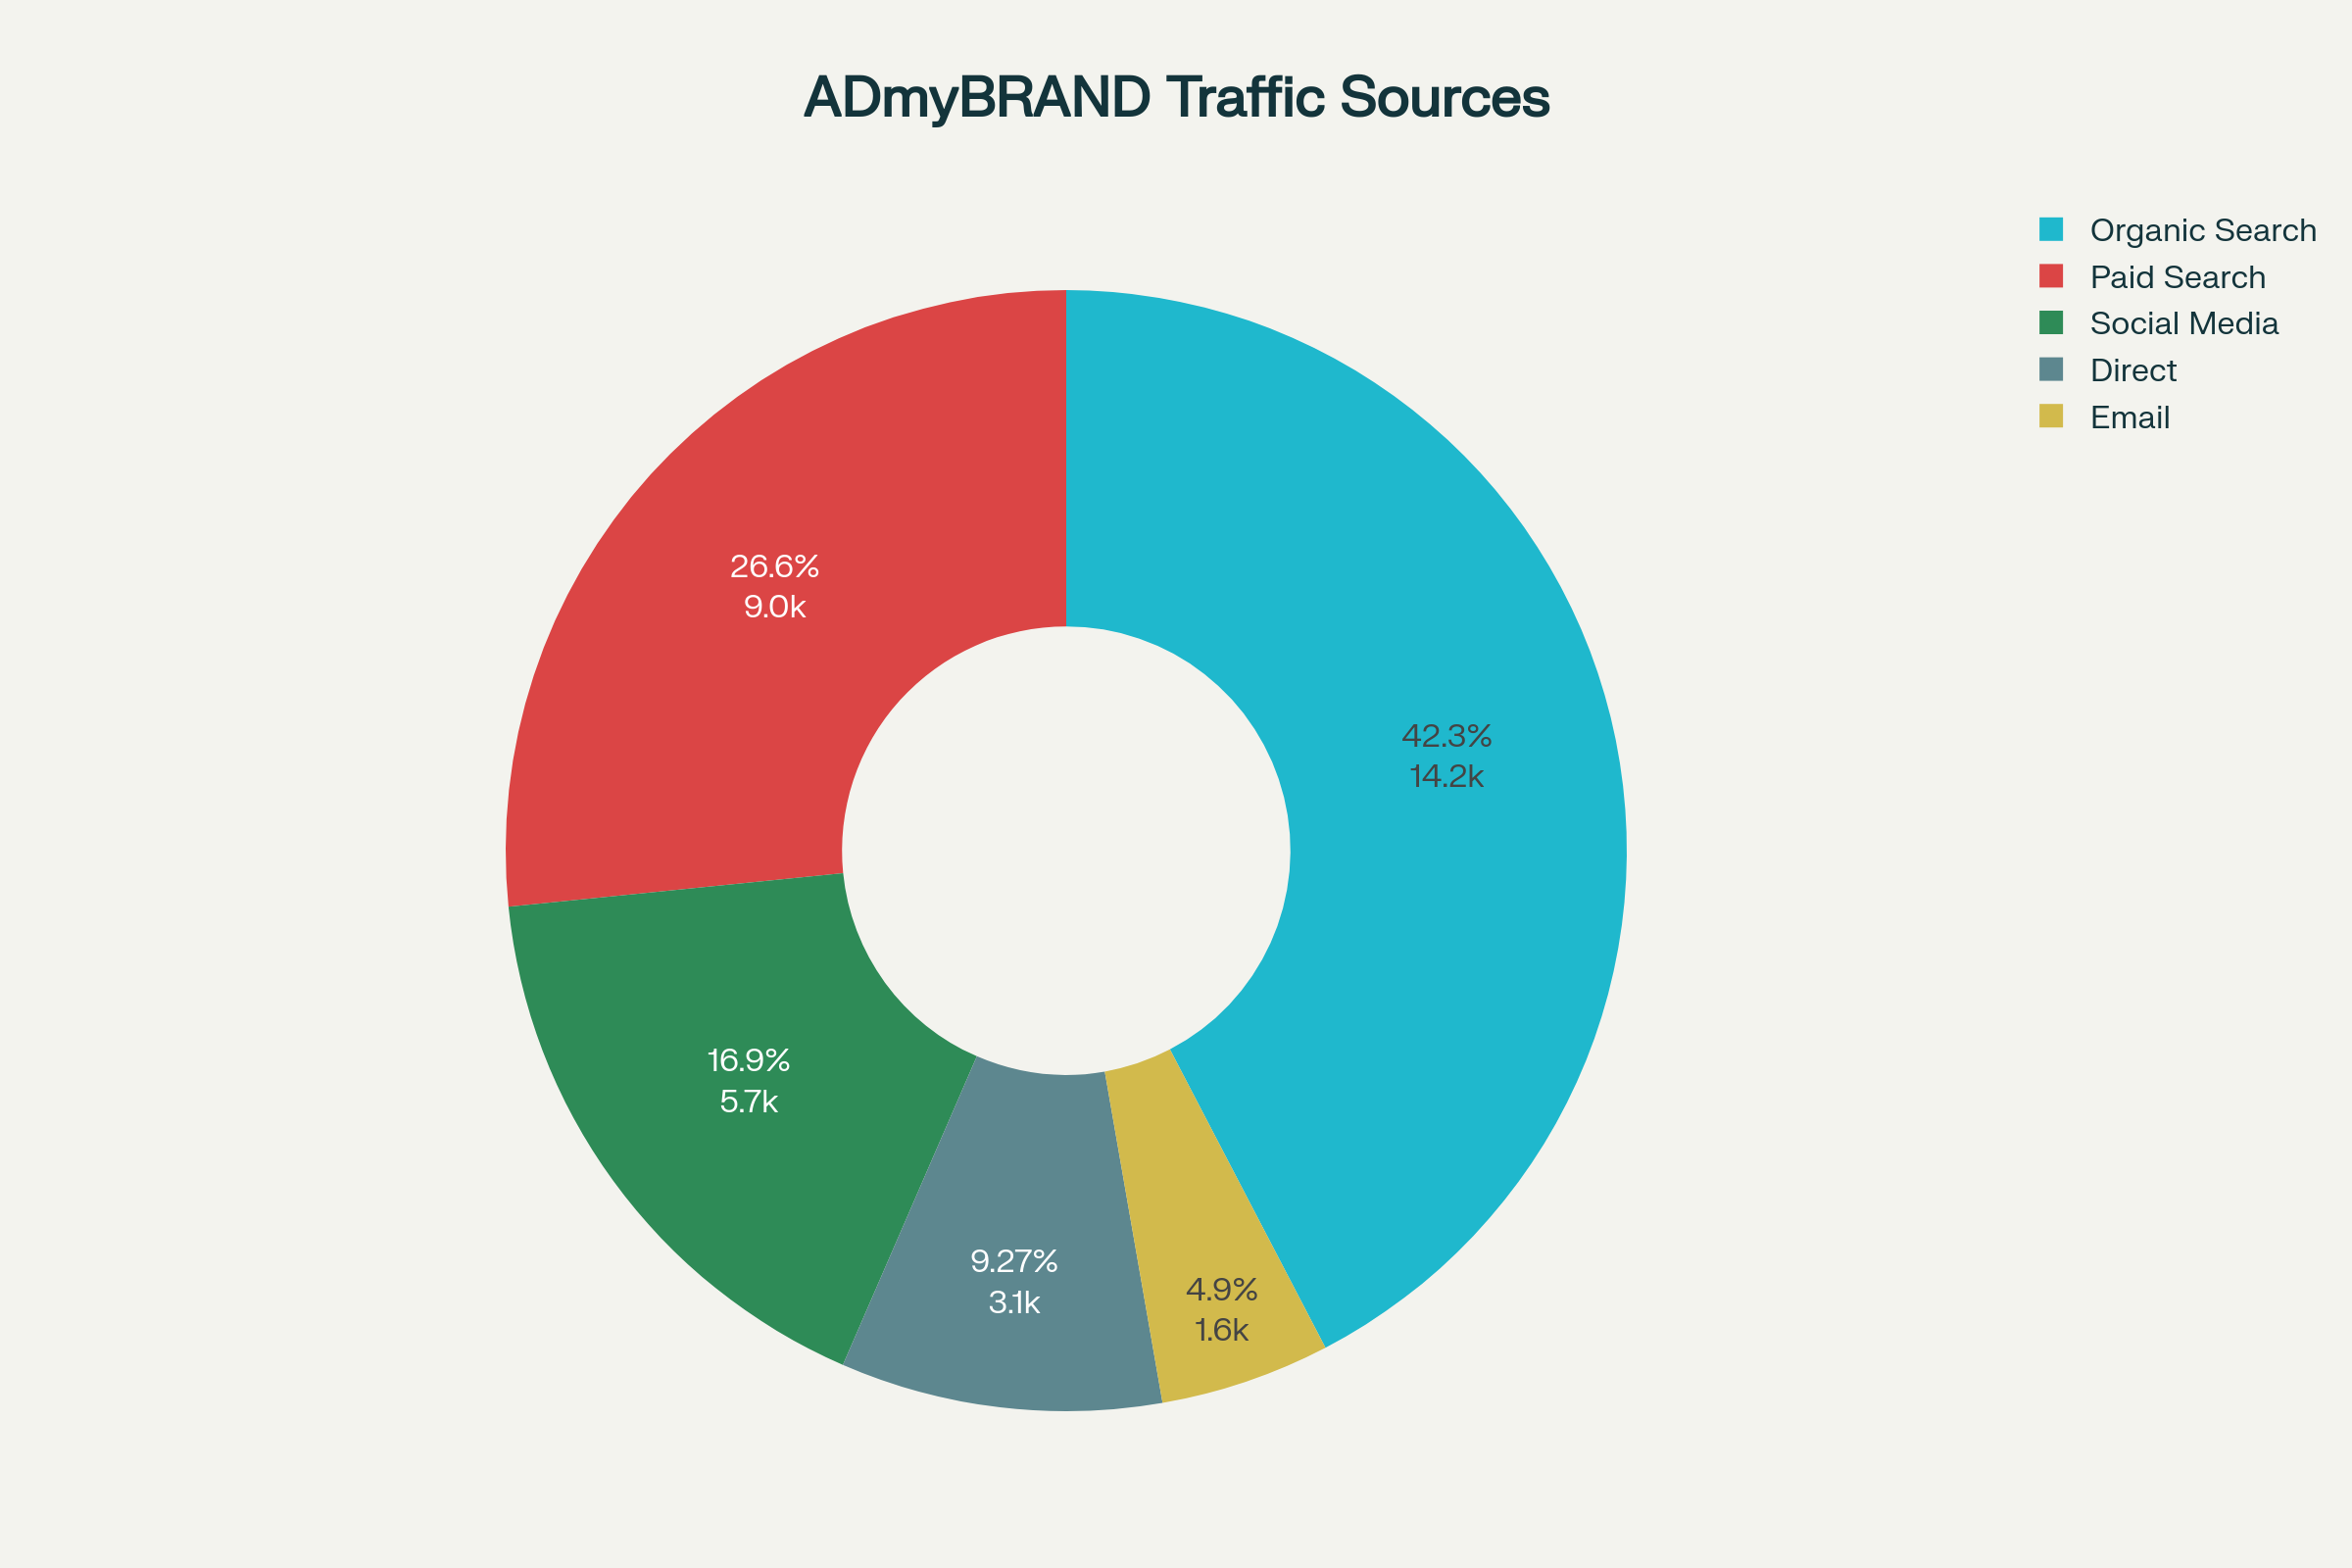 ADmyBRAND Traffic Sources
Organic Search
Paid Search
Social Media
Direct
Email
26.6%
9.0k
42.3%
14.2k
16.9%
5.7k
9.27%
3.1k
4.9%
1.6k